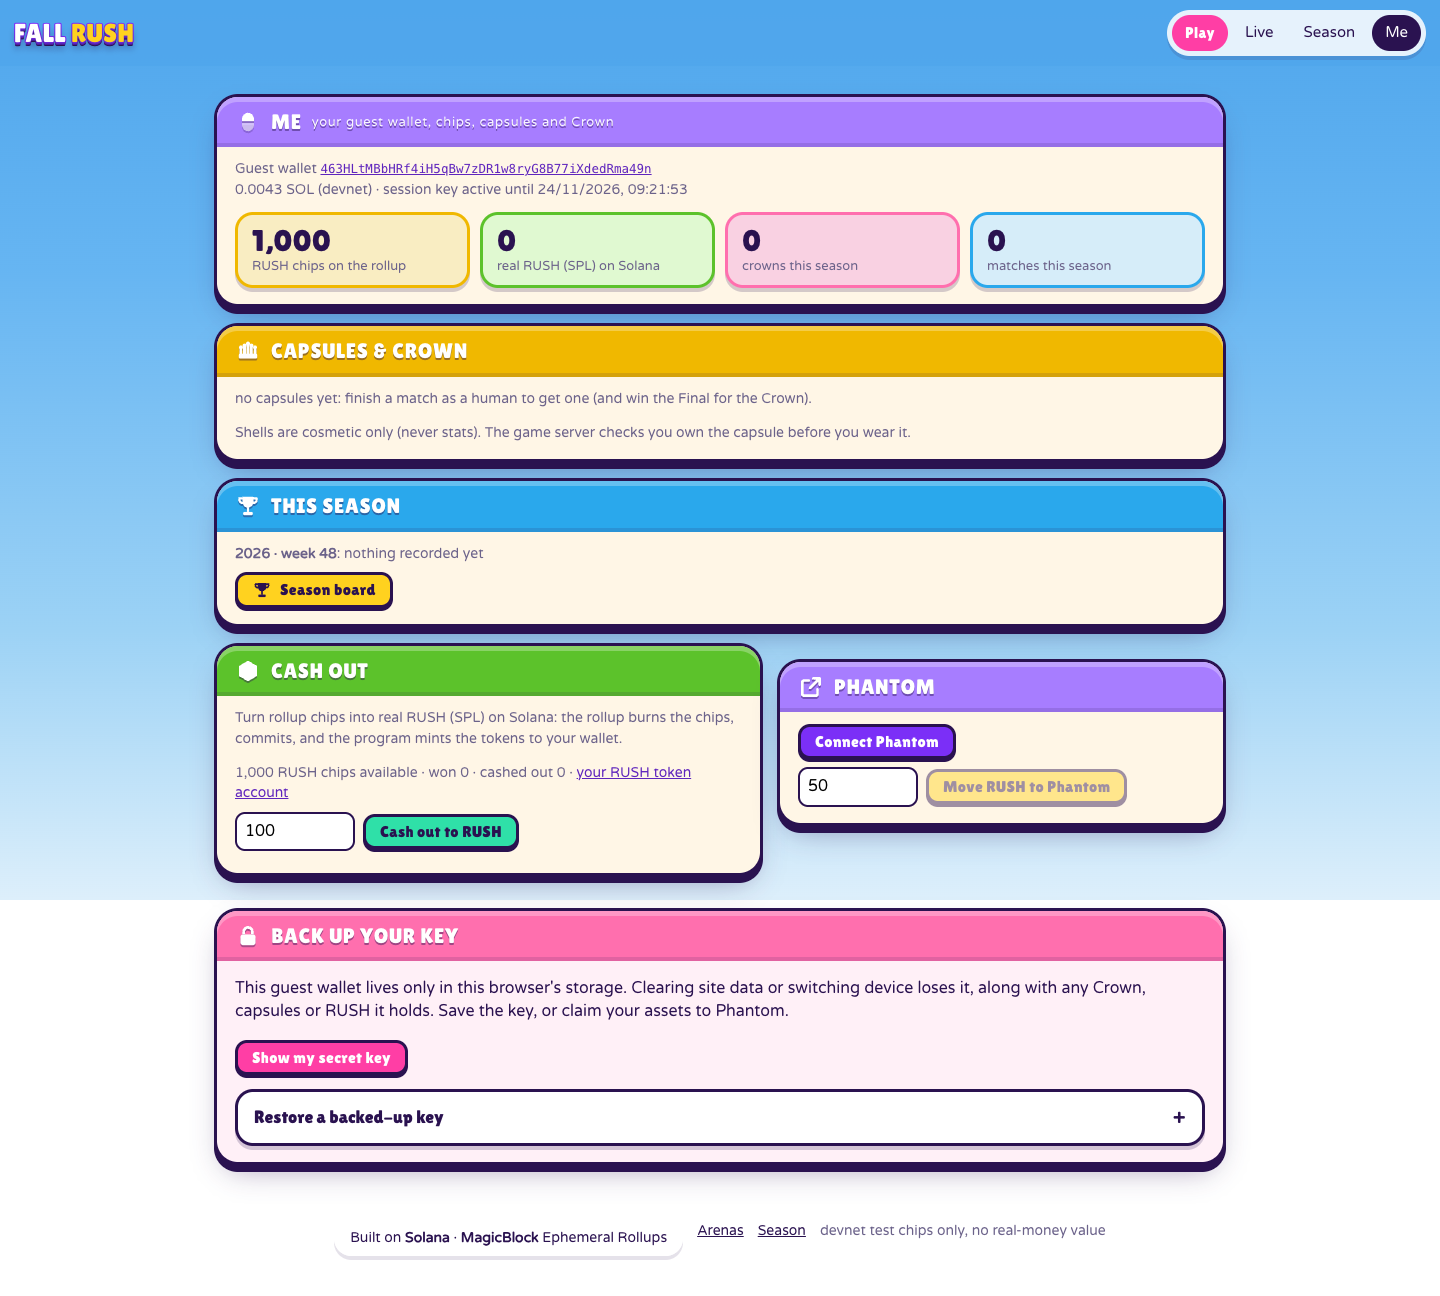 FALL RUSH
Play Live Season Me
ME your guest wallet, chips, capsules and Crown
Guest wallet 463HLtMBbHRf4iH5qBw7zDR1w8ryG8B77iXdedRma49n
0.0043 SOL (devnet) · session key active until 24/11/2026, 09:21:53
1,000
RUSH chips on the rollup
0
real RUSH (SPL) on Solana
0
crowns this season
0
matches this season
CAPSULES & CROWN
no capsules yet: finish a match as a human to get one (and win the Final for the Crown).
Shells are cosmetic only (never stats). The game server checks you own the capsule before you wear it.
THIS SEASON
2026 · week 48: nothing recorded yet
Season board
CASH OUT
Turn rollup chips into real RUSH (SPL) on Solana: the rollup burns the chips,
commits, and the program mints the tokens to your wallet.
1,000 RUSH chips available · won 0 · cashed out 0 · your RUSH token
account
100
Cash out to RUSH
PHANTOM
Connect Phantom
50
Move RUSH to Phantom
BACK UP YOUR KEY
This guest wallet lives only in this browser's storage. Clearing site data or switching device loses it, along with any Crown,
capsules or RUSH it holds. Save the key, or claim your assets to Phantom.
Show my secret key
Restore a backed-up key +
Built on Solana · MagicBlock Ephemeral Rollups Arenas Season devnet test chips only, no real-money value